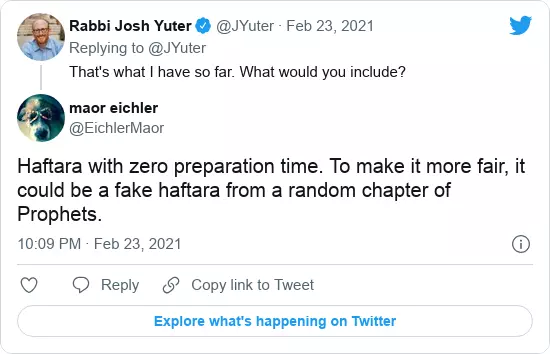 Rabbi Josh Yuter @JYuter · Feb 23, 2021
Replying to @JYuter
That's what I have so far. What would you include?
maor eichler
@EichlerMaor
Haftara with zero preparation time. To make it more fair, it
could be a fake haftara from a random chapter of
Prophets.
10:09 PM · Feb 23, 2021
Reply Copy link to Tweet
Explore what's happening on Twitter